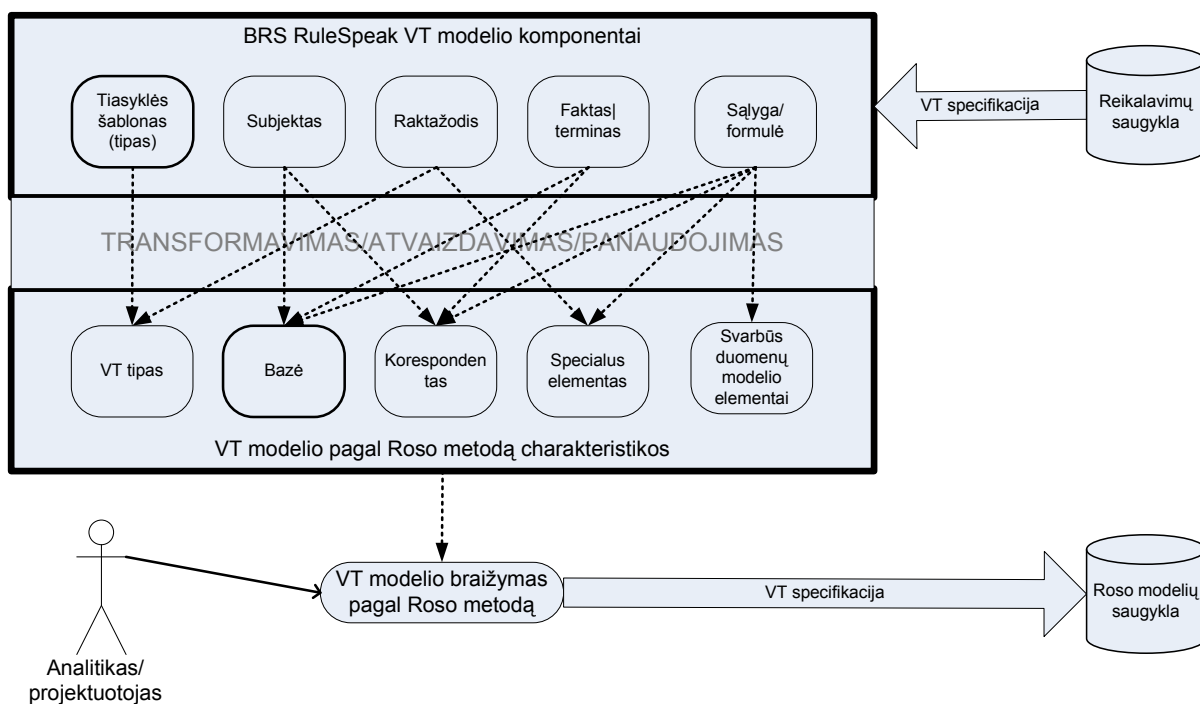 BRS RuleSpeak VT modelio komponentai
Tiasyklės
šablonas
(tipas)
Subjektas
Raktažodis
Faktas|
terminas
Sąlyga/
formulė
VT specifikacija
Reikalavimų
saugykla
TRANSFORMAVIMAS/ATVAIZDAVIMAS/PANAUDOJIMAS
VT tipas
Bazė
Koresponden
tas
Specialus
elementas
Svarbūs
duomenų
modelio
elementai
VT modelio pagal Roso metodą charakteristikos
VT modelio braižymas
pagal Roso metodą
VT specifikacija
Roso modelių
saugykla
Analitikas/
projektuotojas